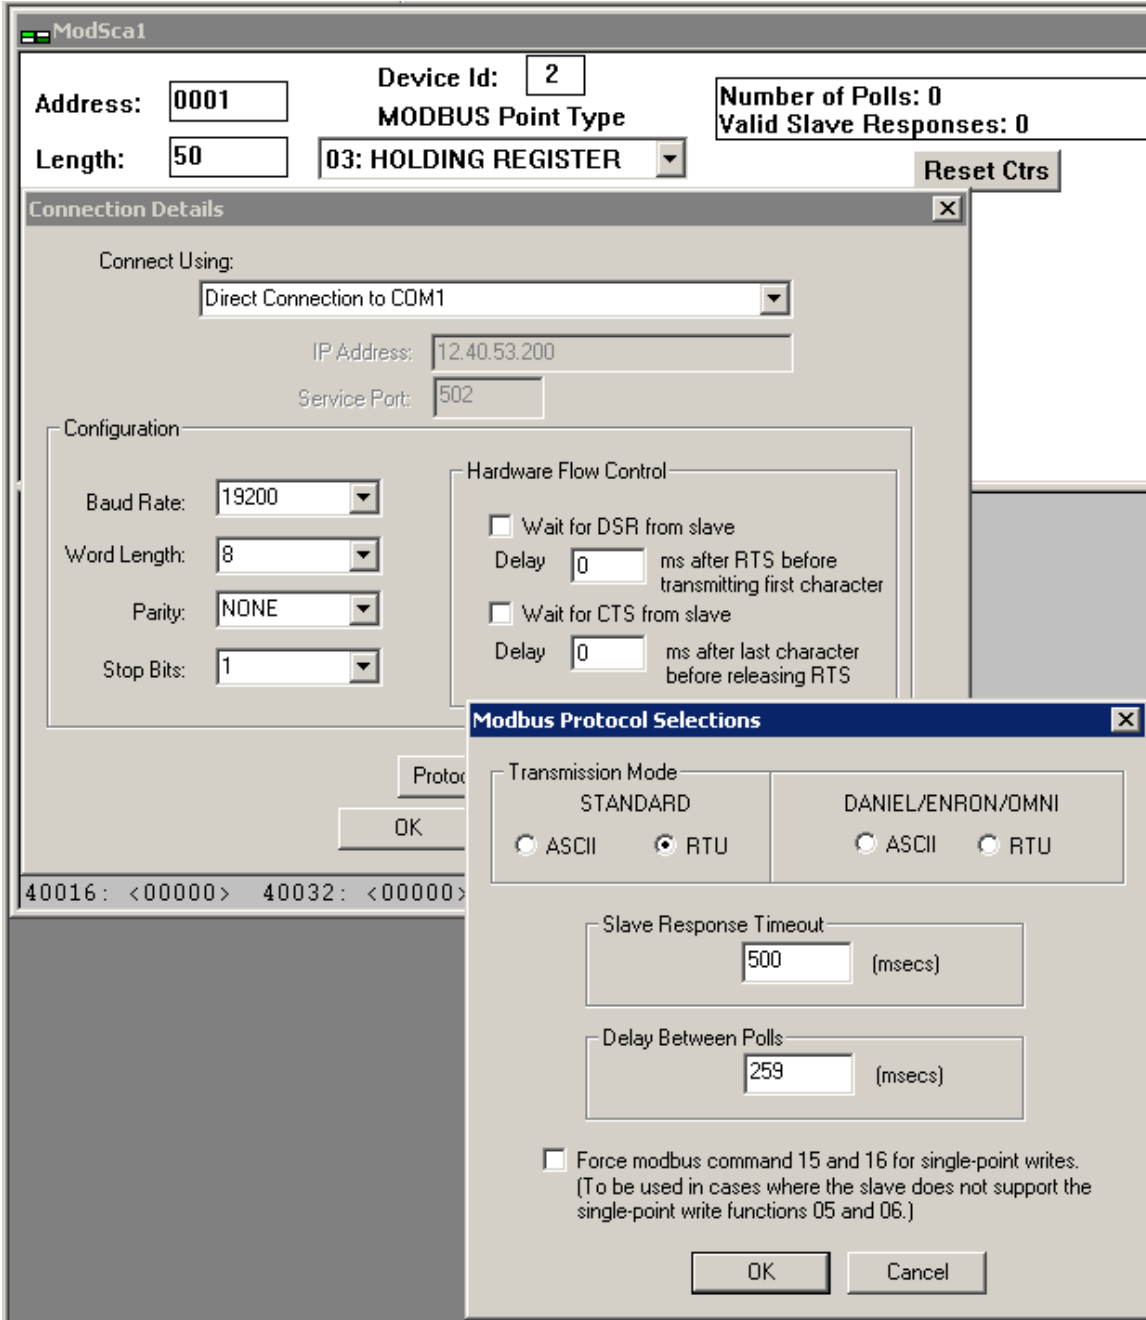 ModSca1
Device Id: 2
Address: 0001
MODBUS Point Type
Number of Polls: 0
Valid Slave Responses: 0
Length: 50
03: HOLDING REGISTER
Reset Ctrs
Connection Details
Connect Using:
Direct Connection to COM1
IP Address: 12.40.53.200
Service Port: 502
Configuration
Baud Rate: 19200
Word Length: 8
Parity: NONE
Stop Bits: 1
Hardware Flow Control
Wait for DSR from slave
Delay 0 ms after RTS before
transmitting first character
Wait for CTS from slave
Delay 0 ms after last character
before releasing RTS
OK
40016: <00000> 40032: <00000>
Modbus Protocol Selections
Transmission Mode
STANDARD
ASCII RTU
DANIEL/ENRON/OMNI
ASCII RTU
Slave Response Timeout
500 (msecs)
Delay Between Polls
259 (msecs)
Force modbus command 15 and 16 for single-point writes.
(To be used in cases where the slave does not support the
single-point write functions 05 and 06.)
OK Cancel